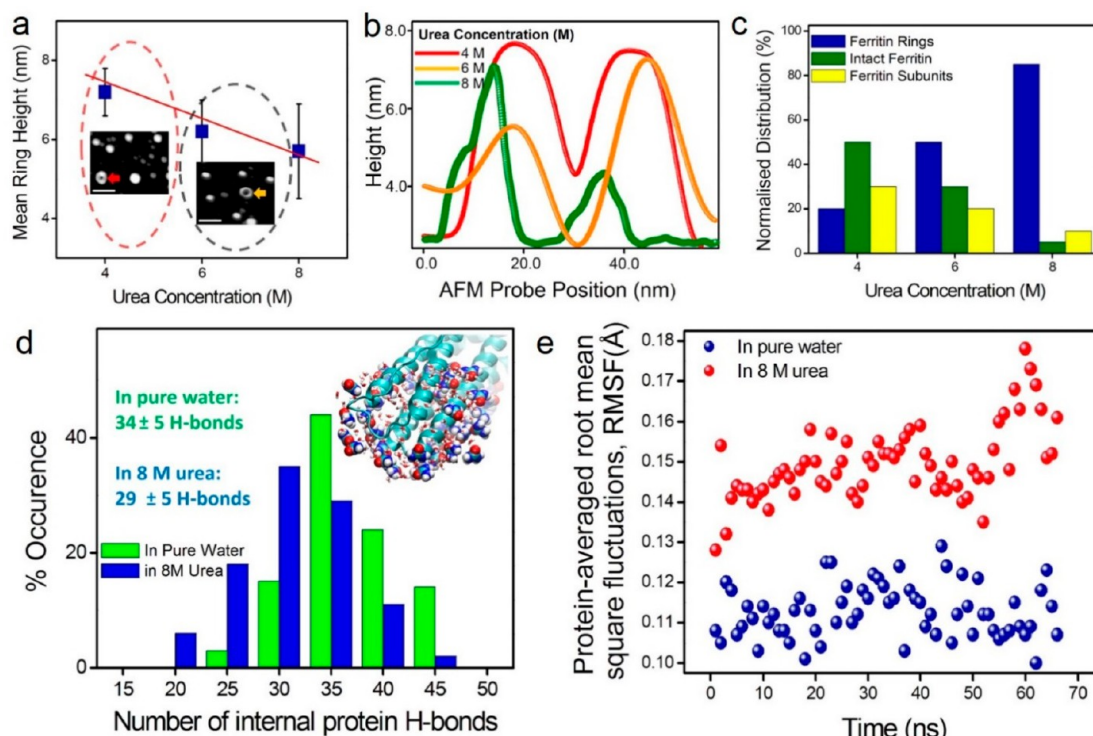 a
Mean Ring Height (nm)
8
6
4
4
6
8
Urea Concentration (M)
b
Urea Concentration (M)
4 M
6 M
8 M
Height (nm)
8.0
6.0
4.0
0.0
20.0
40.0
AFM Probe Position (nm)
c
Normalised Distribution (%)
Ferritin Rings
Intact Ferritin
Ferritin Subunits
100
80
60
40
20
0
4
6
8
Urea Concentration (M)
d
In pure water:
34 ± 5 H-bonds
In 8 M urea:
29 ± 5 H-bonds
In Pure Water
in 8M Urea
% Occurence
40
20
0
15
20
25
30
35
40
45
50
Number of internal protein H-bonds
e
In pure water
In 8 M urea
Protein-averaged root mean
square fluctuations, RMSF(Å)
0.18
0.17
0.16
0.15
0.14
0.13
0.12
0.11
0.10
0
10
20
30
40
50
60
70
Time (ns)